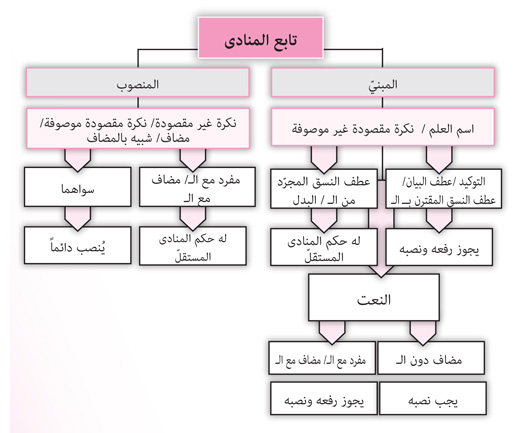 تابع المنادى
المبنيّ
المنصوب
اسم العلم / نكرة مقصودة غير موصوفة
نكرة غير مقصودة/ نكرة مقصودة موصوفة/
مضاف/ شبيه بالمضاف
التوكيد /عطف البيان/
عطف النسق المقترن بـ الـ
عطف النسق المجرّد
من الـ / البدل
مفرد مع الـ/ مضاف
مع الـ
سواهما
يجوز رفعه ونصبه
له حكم المنادى
المستقلّ
له حكم المنادى
المستقلّ
يُنصب دائماً
النعت
مضاف دون الـ
مفرد مع الـ/ مضاف مع الـ
يجب نصبه
يجوز رفعه ونصبه